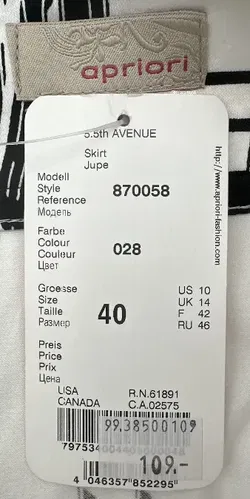 apriori
5.5th AVENUE
Skirt
Jupe
Modell
Style 870058
Reference
Модель
Farbe
Colour 028
Couleur
Цвет
Groesse US 10
Size UK 14
Taille 40 F 42
Размер RU 46
Preis
Price
Prix
Цена
USA R.N.61891
CANADA C.A.02575
99.38500109
109.-
4 046357 852295
http://www.apriori-fashion.com